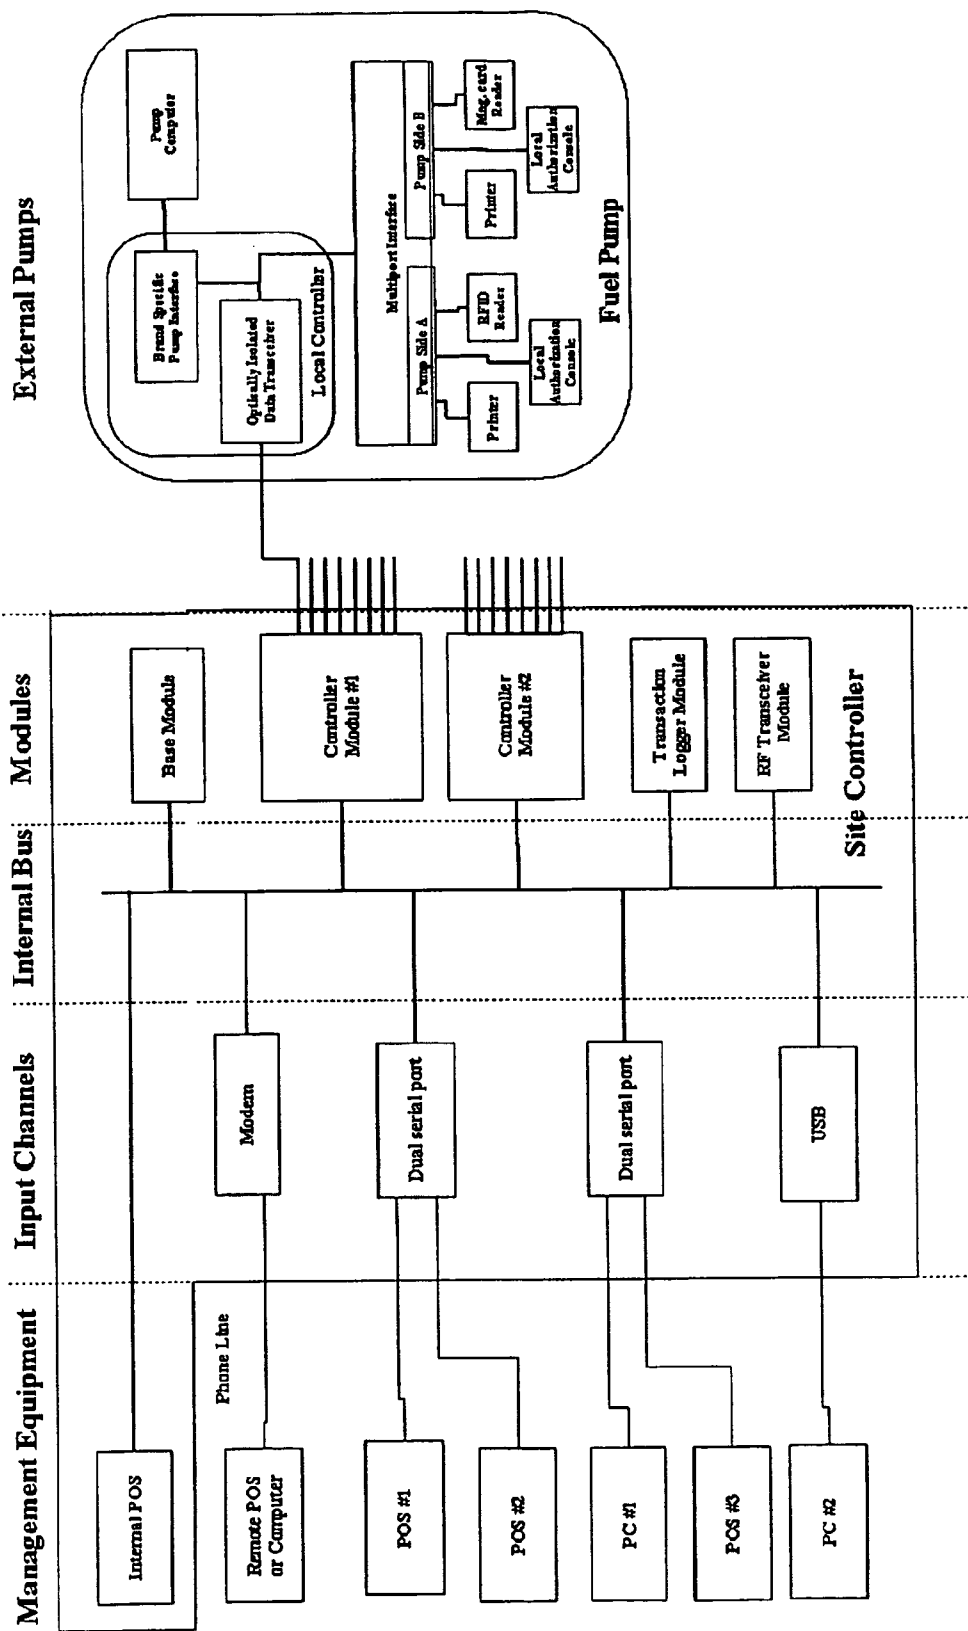 Management Equipment
Input Channels
Internal Bus
Modules
External Pumps
Internal POS
Remote POS
or Computer
Phone Line
POS #1
POS #2
PC #1
POS #3
PC #2
Modem
Dual serial port
Dual serial port
USB
Base Module
Controller
Module #1
Controller
Module #2
Transaction
Logger Module
RF Transceiver
Module
Site Controller
Pump
Computer
Brand Specific
Pump Interface
Optically Isolated
Data Transceiver
Local Controller
Multiport Interface
Pump Side A
Pump Side B
Printer
Local
Authorization
Console
RFID
Reader
Printer
Local
Authorization
Console
Mag. card
Reader
Fuel Pump